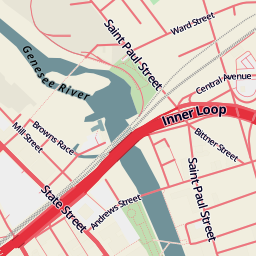 Ward Street
Saint Paul Street
Genesee River
Central Avenue
Inner Loop
Mill Street
Browns Race
Bittner Street
Saint Paul Street
State Street
Andrews Street